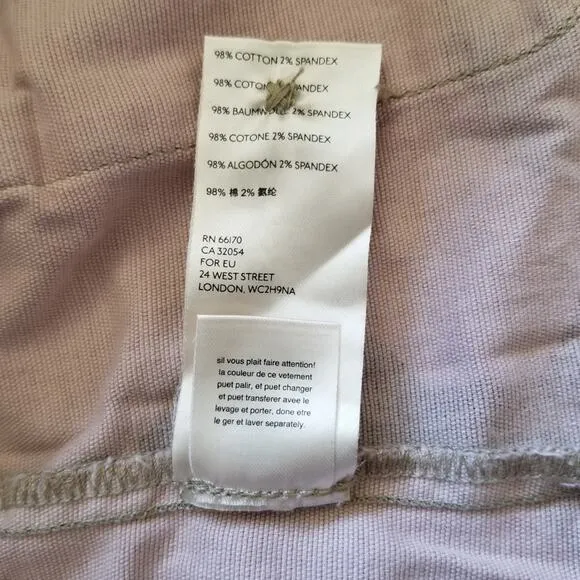 98% COTTON 2% SPANDEX
98% 2% SPANDEX
98% 2% SPANDEX
98% COTONE 2% SPANDEX
98% ALGODÓN 2% SPANDEX
98% 棉 2% 氨纶
RN 66170
CA 32054
FOR EU
24 WEST STREET
LONDON, WC2H9NA
sil vous plait faire attention!
la couleur de ce vetement
puet palir, et puet changer
et puet transferer avec le
levage et porter, done etre
le ger et laver separately.